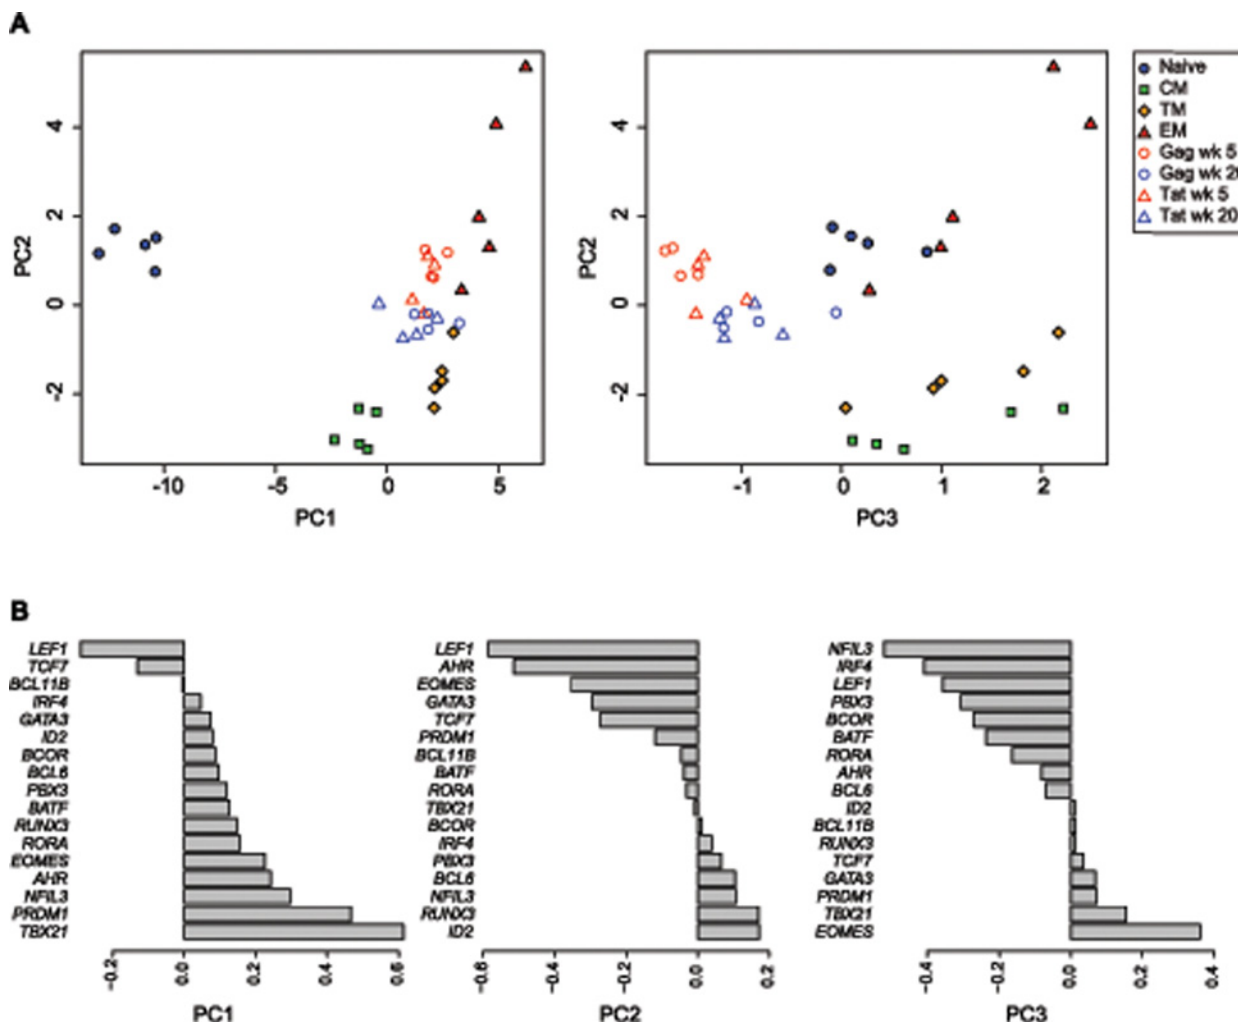 A
PC2
4
2
0
-2
-10
-5
0
5
PC1
PC2
4
2
0
-2
-1
0
1
2
PC3
Naive
CM
TM
EM
Gag wk 5
Gag wk 20
Tat wk 5
Tat wk 20
B
LEF1
TCF7
BCL11B
IRF4
GATA3
ID2
BCOR
BCL6
PBX3
BATF
RUNX3
RORA
EOMES
AHR
NFIL3
PRDM1
TBX21
-0.2
0.0
0.2
0.4
0.6
PC1
LEF1
AHR
EOMES
GATA3
TCF7
PRDM1
BCL11B
BATF
RORA
TBX21
BCOR
IRF4
PBX3
BCL6
NFIL3
RUNX3
ID2
-0.6
-0.4
-0.2
0.0
0.2
PC2
NFIL3
IRF4
LEF1
PBX3
BCOR
BATF
RORA
AHR
BCL6
ID2
BCL11B
RUNX3
TCF7
GATA3
PRDM1
TBX21
EOMES
-0.4
-0.2
0.0
0.2
0.4
PC3